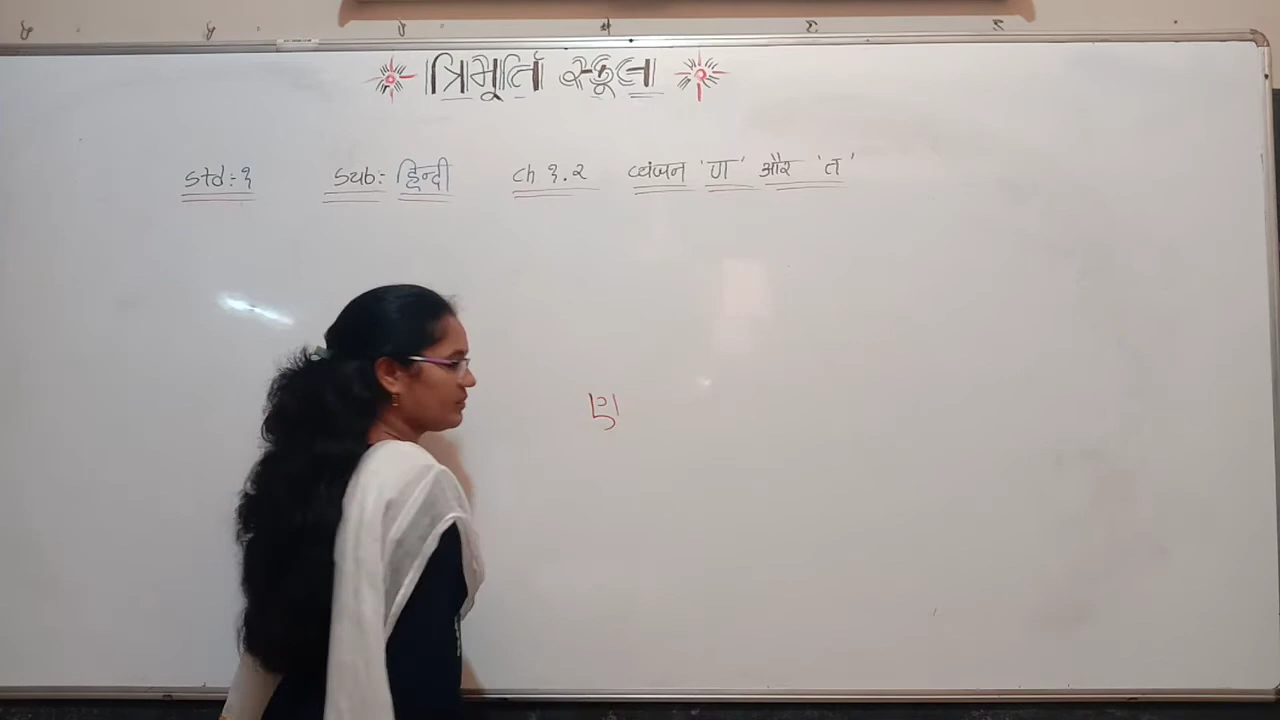 त्रिमूर्ति स्कूल
Std:- १ Sub:- हिन्दी Ch १.२ व्यंजन 'ण' और 'त'